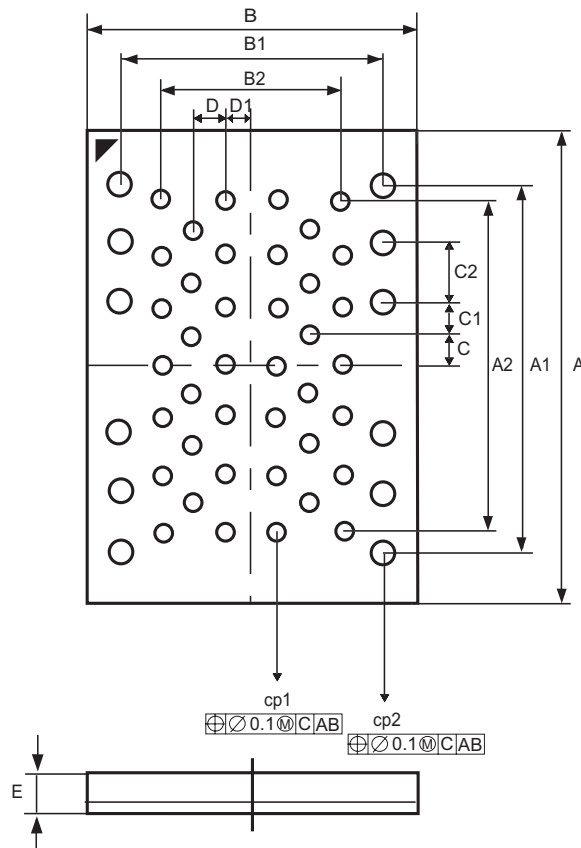 B
B1
B2
D D1
C2
C1
C
A2 A1 A
cp1
⌖ ∅ 0.1 Ⓜ C AB
cp2
⌖ ∅ 0.1 Ⓜ C AB
E